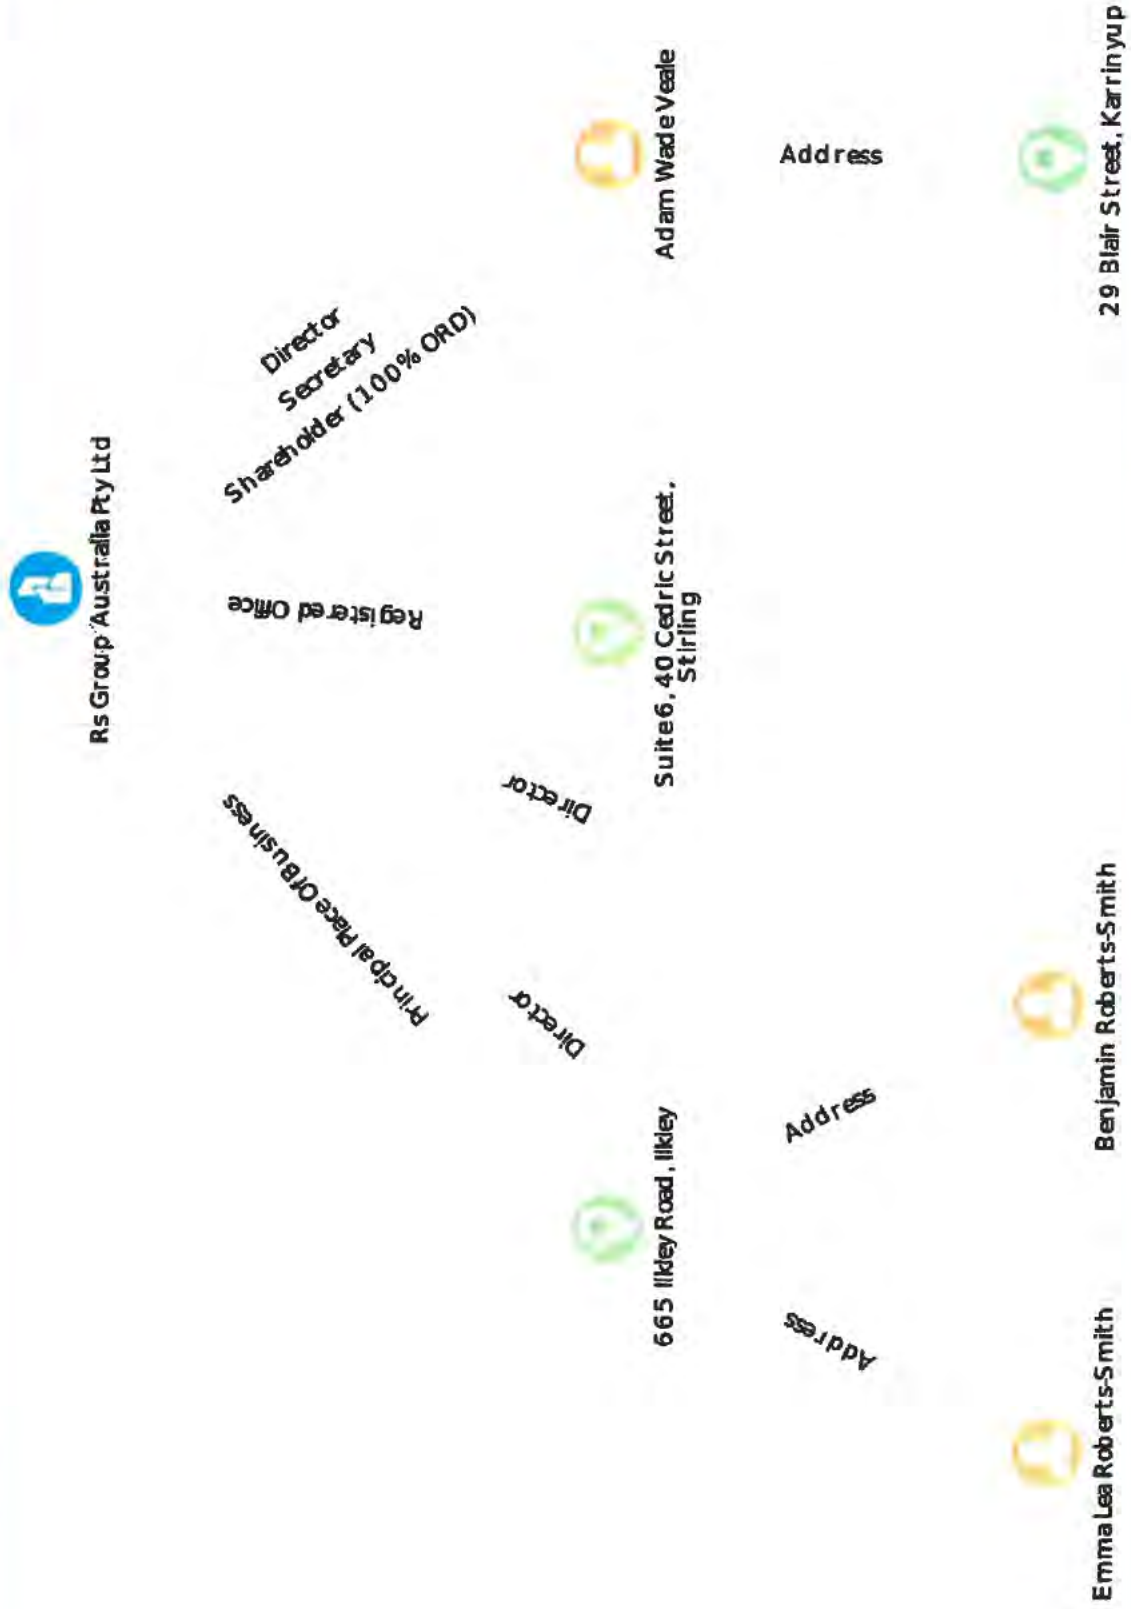 Rs Group Australia Pty Ltd
Principal Place Of Business
Registered Office
Director
Secretary
Shareholder (100% ORD)
Director
Director
665 Ilkley Road, Ilkley
Suite 6, 40 Cedric Street,
Stirling
Adam Wade Veale
Address
Address
Address
Emma Lea Roberts-Smith
Benjamin Roberts-Smith
29 Blair Street, Karrinyup